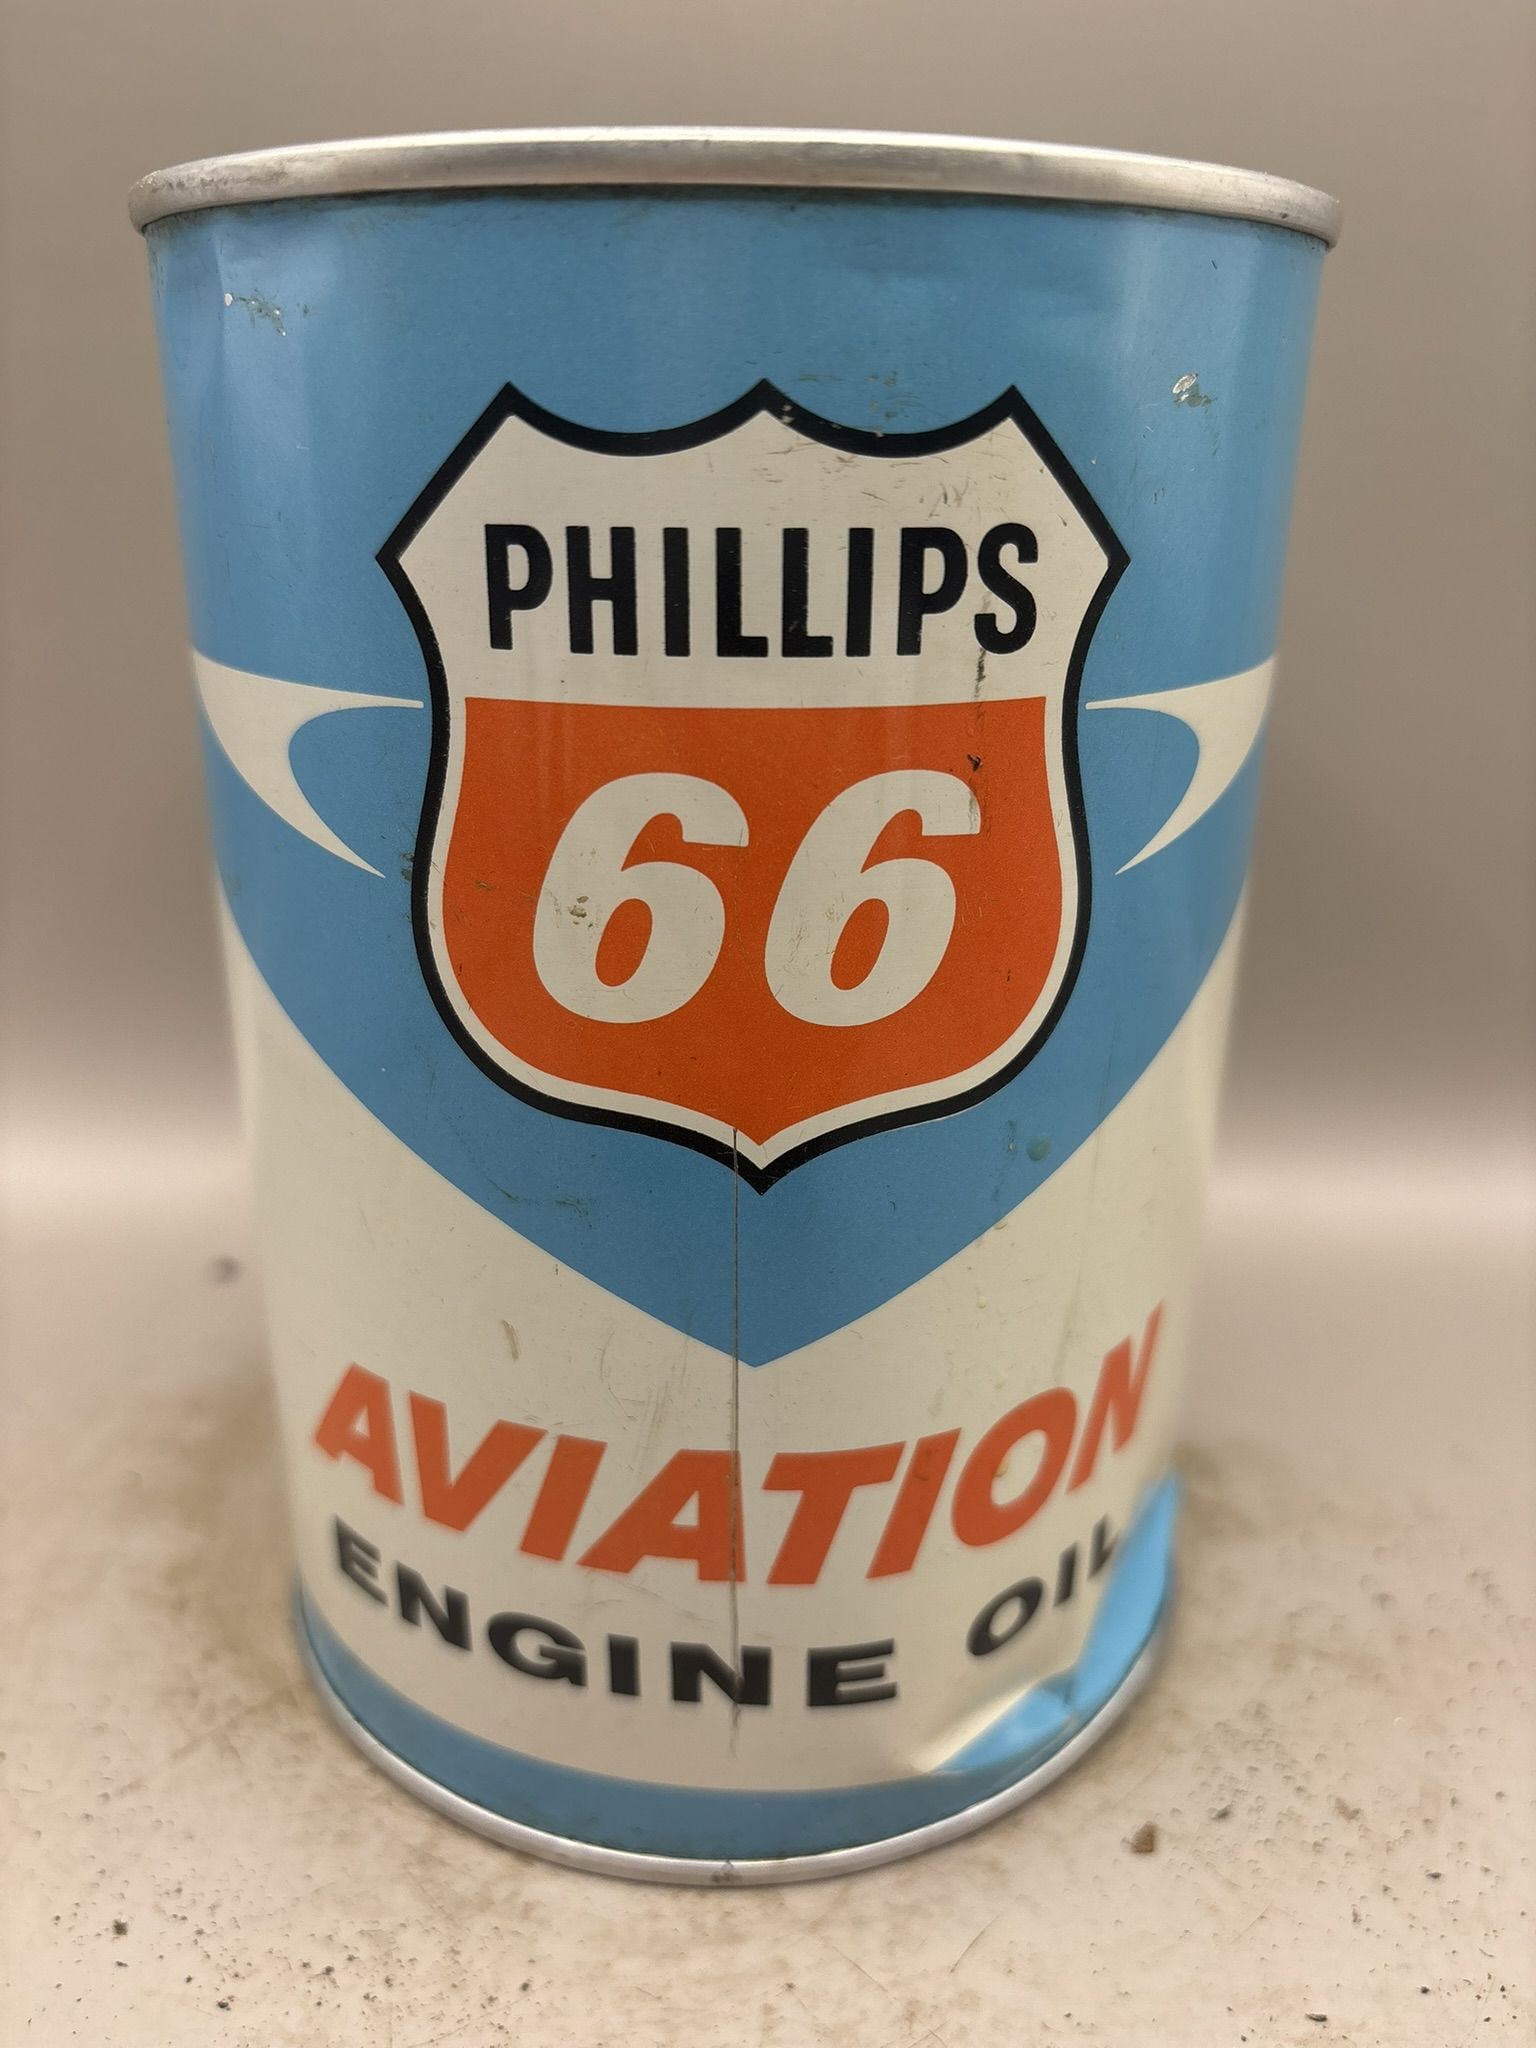 PHILLIPS
66
AVIATION
ENGINE OIL